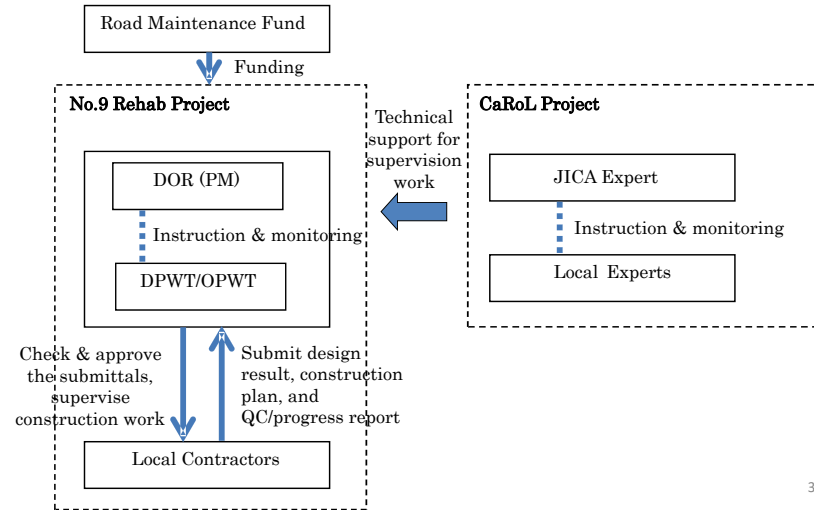 Road Maintenance Fund
Funding
No.9 Rehab Project
DOR (PM)
Instruction & monitoring
DPWT/OPWT
Check & approve
the submittals,
supervise
construction work
Submit design
result, construction
plan, and
QC/progress report
Local Contractors
Technical
support for
supervision
work
CaRoL Project
JICA Expert
Instruction & monitoring
Local Experts
3